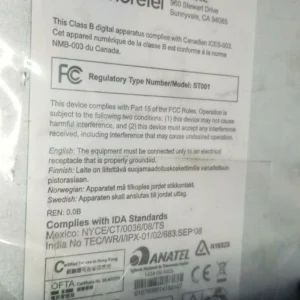 960 Stewart Drive
Sunnyvale, CA 94085
This Class B digital apparatus complies with Canadian ICES-003.
Cet appareil numérique de la classe B est conforme à la norme
NMB-003 du Canada.
FC Regulatory Type Number/Model: ST001
This device complies with Part 15 of the FCC Rules. Operation is
subject to the following two conditions: (1) this device may not cause
harmful interference, and (2) this device must accept any interference
received, including interference that may cause undesired operation.
English: The equipment must be connected only to an electrical
receptacle that is properly grounded.
Finnish: Laite on liitettävä suojamaadoituskoskettimilla varustettuihin
pistorasiaan.
Norwegian: Apparatet må tilkoples jordet stikkontakt.
Swedish: Apparaten skall anslutas till jordat uttag.
REN: 0.0B
Complies with IDA Standards
Mexico: NYCE/CT/0036/08/TS
India No TEC/WR/I/IPX-01/02/683.SEP'08
ANATEL
N10928
OFTA